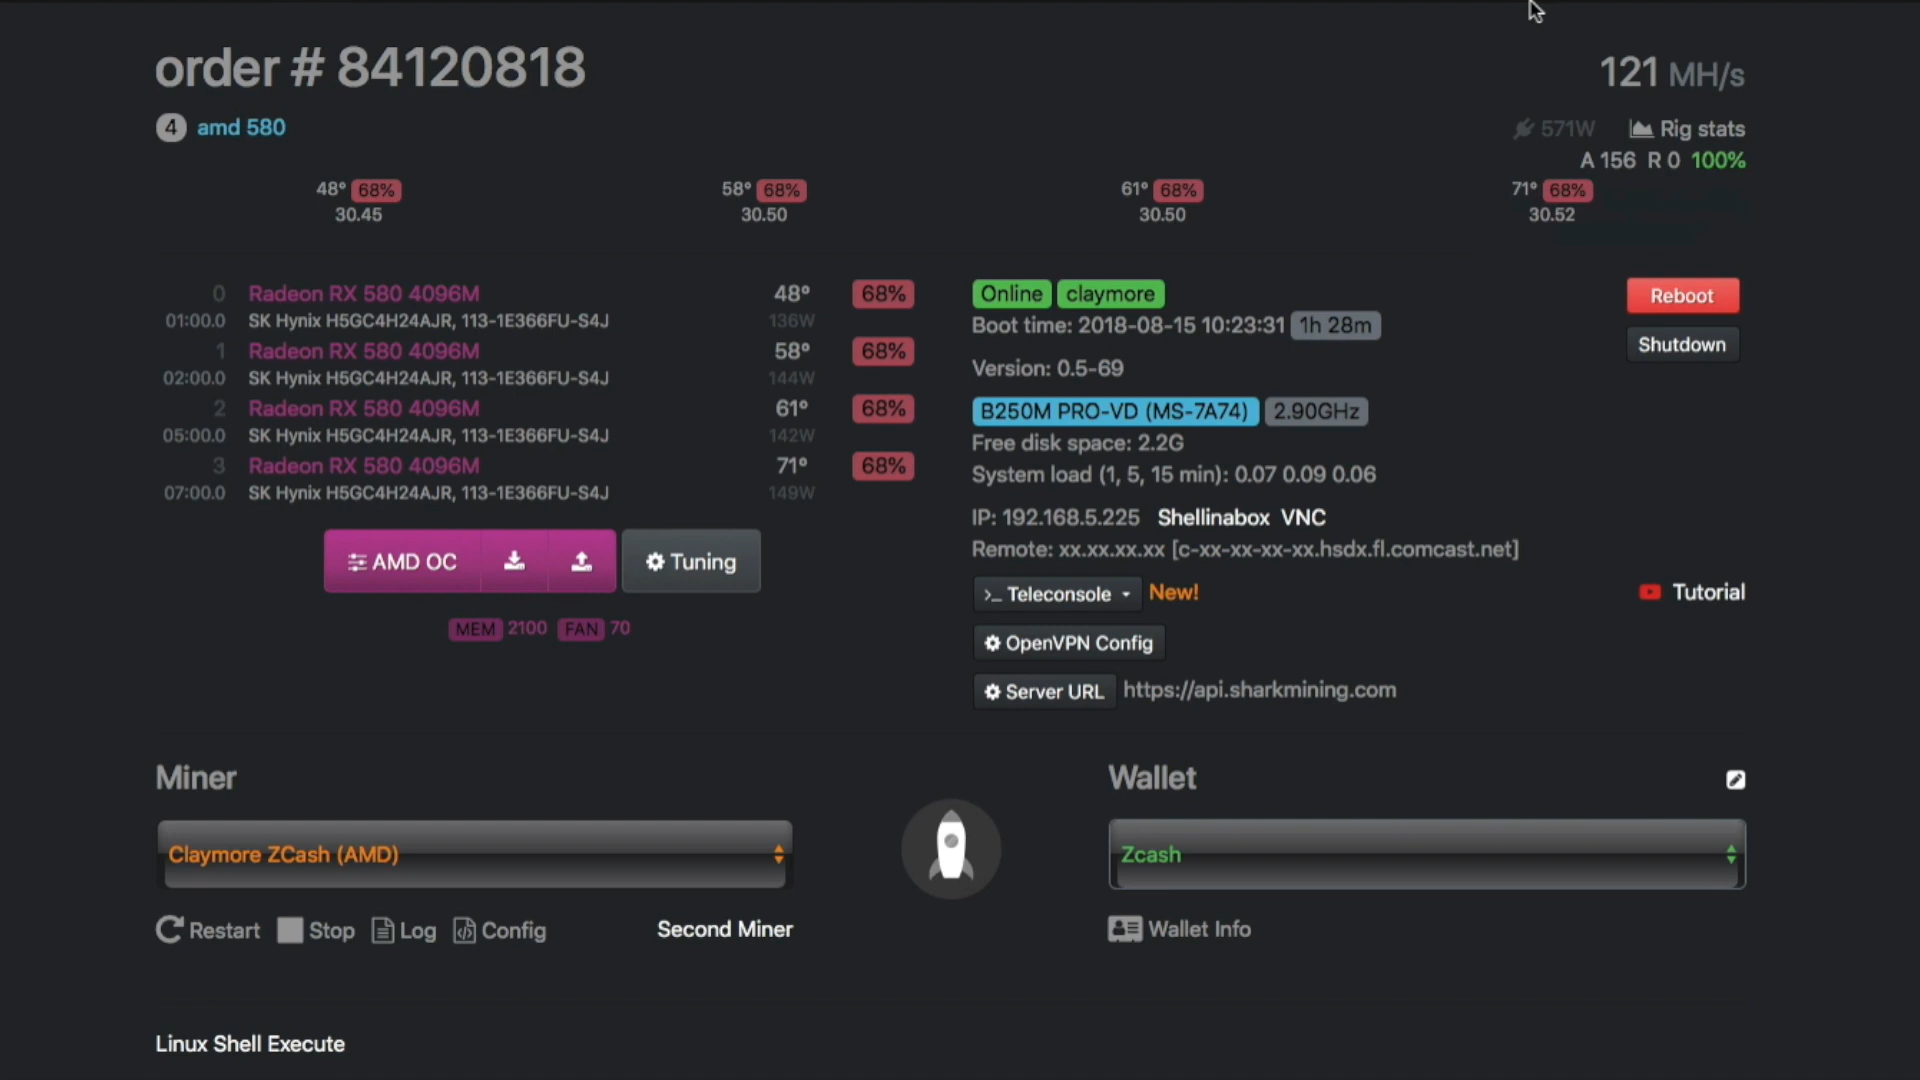 order # 84120818
121 MH/s
4 amd 580
571W Rig stats
A 156 R 0 100%
48° 68% 58° 68% 61° 68% 71° 68%
30.45 30.50 30.50 30.52
0 Radeon RX 580 4096M 48° 68%
01:00.0 SK Hynix H5GC4H24AJR, 113-1E366FU-S4J 136W
1 Radeon RX 580 4096M 58° 68%
02:00.0 SK Hynix H5GC4H24AJR, 113-1E366FU-S4J 144W
2 Radeon RX 580 4096M 61° 68%
05:00.0 SK Hynix H5GC4H24AJR, 113-1E366FU-S4J 142W
3 Radeon RX 580 4096M 71° 68%
07:00.0 SK Hynix H5GC4H24AJR, 113-1E366FU-S4J 149W
AMD OC Tuning
MEM 2100 FAN 70
Online claymore
Reboot
Boot time: 2018-08-15 10:23:31 1h 28m
Shutdown
Version: 0.5-69
B250M PRO-VD (MS-7A74) 2.90GHz
Free disk space: 2.2G
System load (1, 5, 15 min): 0.07 0.09 0.06
IP: 192.168.5.225 Shellinabox VNC
Remote: xx.xx.xx.xx [c-xx-xx-xx-xx.hsdx.fl.comcast.net]
>_ Teleconsole New! Tutorial
OpenVPN Config
Server URL https://api.sharkmining.com
Miner
Wallet
Claymore ZCash (AMD)
Zcash
Restart Stop Log Config Second Miner
Wallet Info
Linux Shell Execute